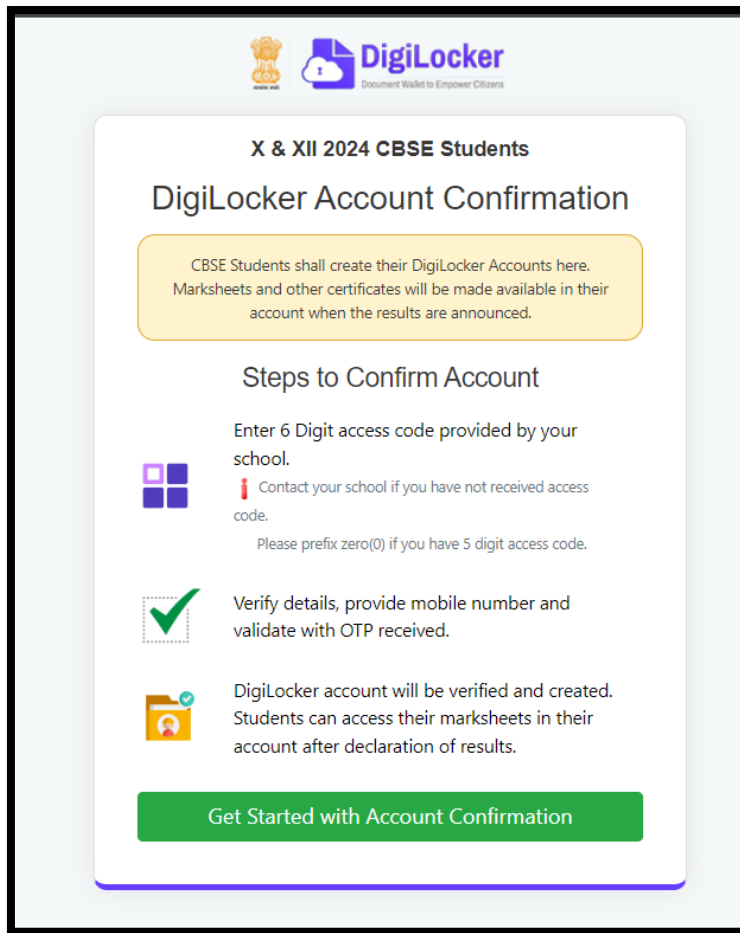 DigiLocker
Document Wallet to Empower Citizens
X & XII 2024 CBSE Students
DigiLocker Account Confirmation
CBSE Students shall create their DigiLocker Accounts here.
Marksheets and other certificates will be made available in their
account when the results are announced.
Steps to Confirm Account
Enter 6 Digit access code provided by your
school.
Contact your school if you have not received access
code.
Please prefix zero(0) if you have 5 digit access code.
Verify details, provide mobile number and
validate with OTP received.
DigiLocker account will be verified and created.
Students can access their marksheets in their
account after declaration of results.
Get Started with Account Confirmation